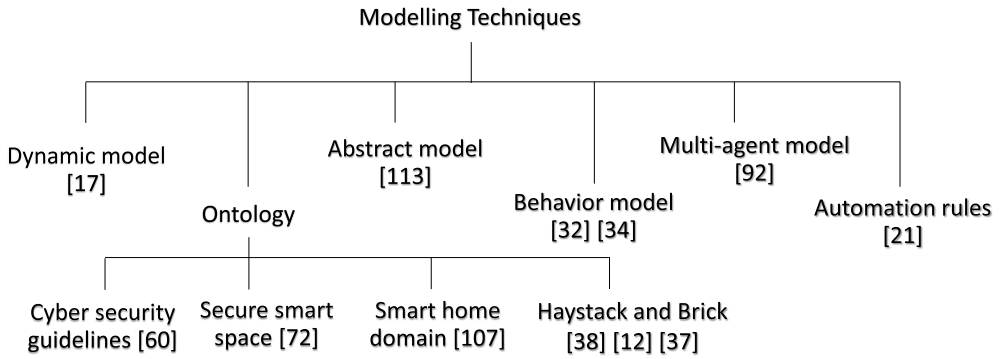 Modelling Techniques
Dynamic model
[17]
Ontology
Abstract model
[113]
Behavior model
[32] [34]
Multi-agent model
[92]
Automation rules
[21]
Cyber security
guidelines [60]
Secure smart
space [72]
Smart home
domain [107]
Haystack and Brick
[38] [12] [37]